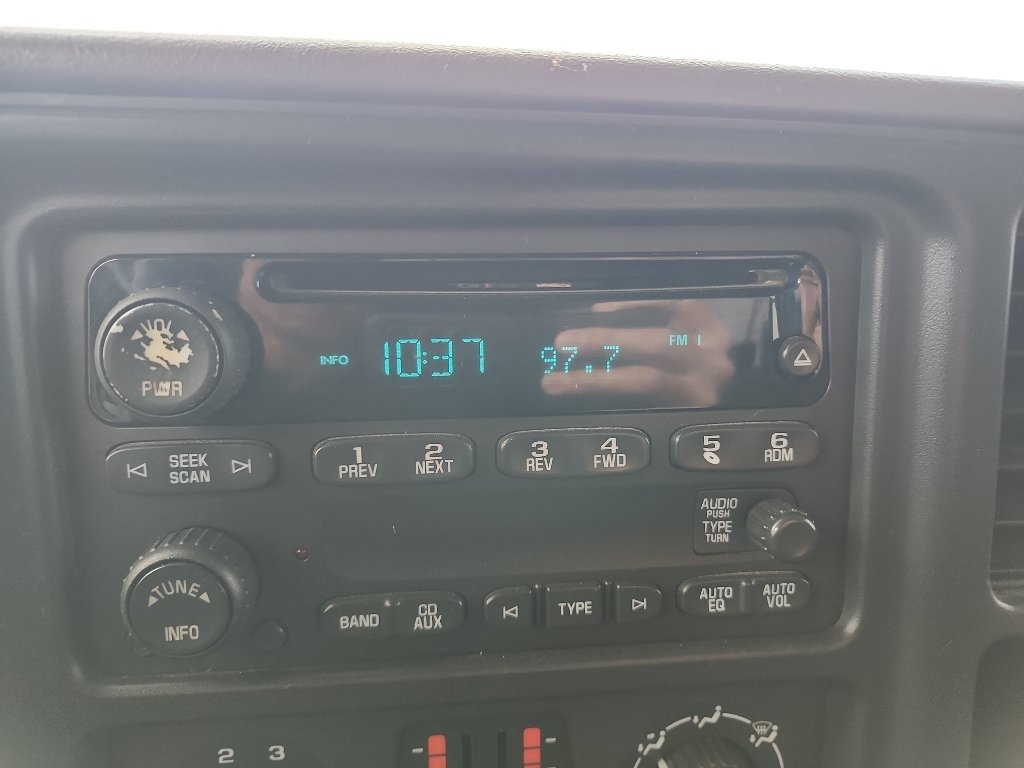 VOL
PWR
INFO 10:37 97.7 FM 1
SEEK
SCAN
1
PREV
2
NEXT
3
REV
4
FWD
5
6
RDM
AUDIO
PUSH
TYPE
TURN
TUNE
INFO
BAND
CD
AUX
TYPE
AUTO
EQ
AUTO
VOL
2 3